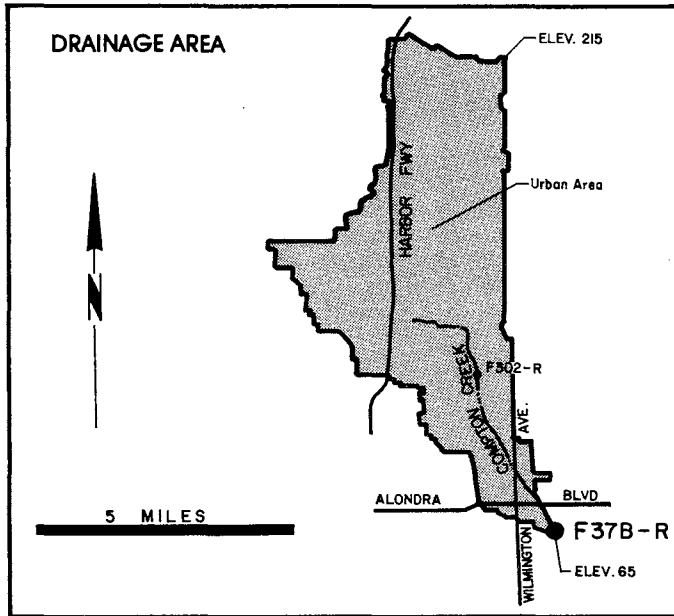 DRAINAGE AREA
ELEV. 215
HARBOR FWY
Urban Area
N
COMPTON CREEK
F302-R
AVE.
ALONDRA BLVD
5 MILES
F37B-R
WILMINGTON
ELEV. 65